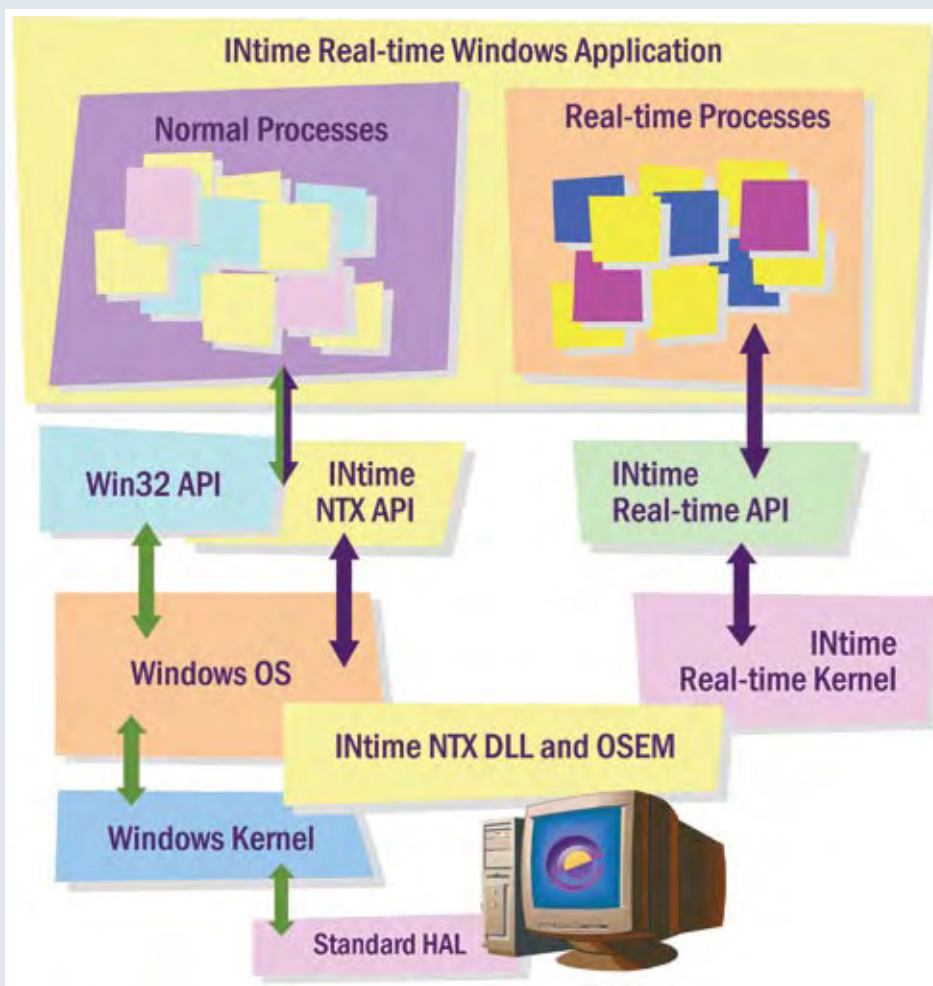 INtime Real-time Windows Application
Normal Processes
Real-time Processes
Win32 API
INtime
NTX API
INtime
Real-time API
Windows OS
INtime
Real-time Kernel
INtime NTX DLL and OSEM
Windows Kernel
Standard HAL